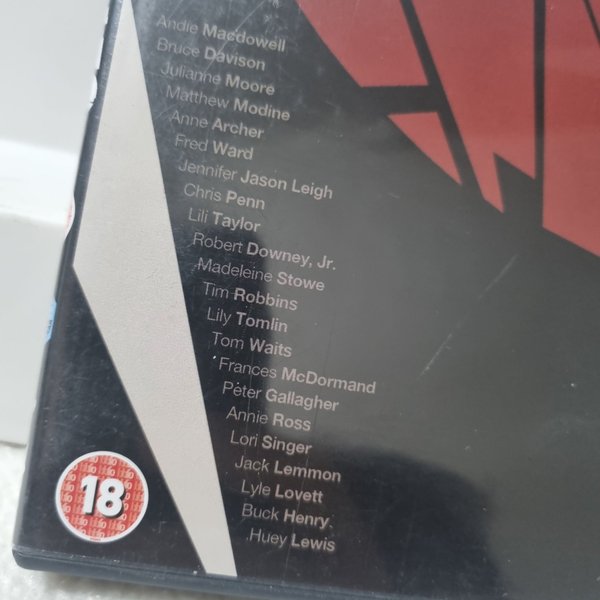 Andie Macdowell
Bruce Davison
Julianne Moore
Matthew Modine
Anne Archer
Fred Ward
Jennifer Jason Leigh
Chris Penn
Lili Taylor
Robert Downey, Jr.
Madeleine Stowe
Tim Robbins
Lily Tomlin
Tom Waits
Frances McDormand
Peter Gallagher
Annie Ross
Lori Singer
Jack Lemmon
Lyle Lovett
Buck Henry
Huey Lewis
18